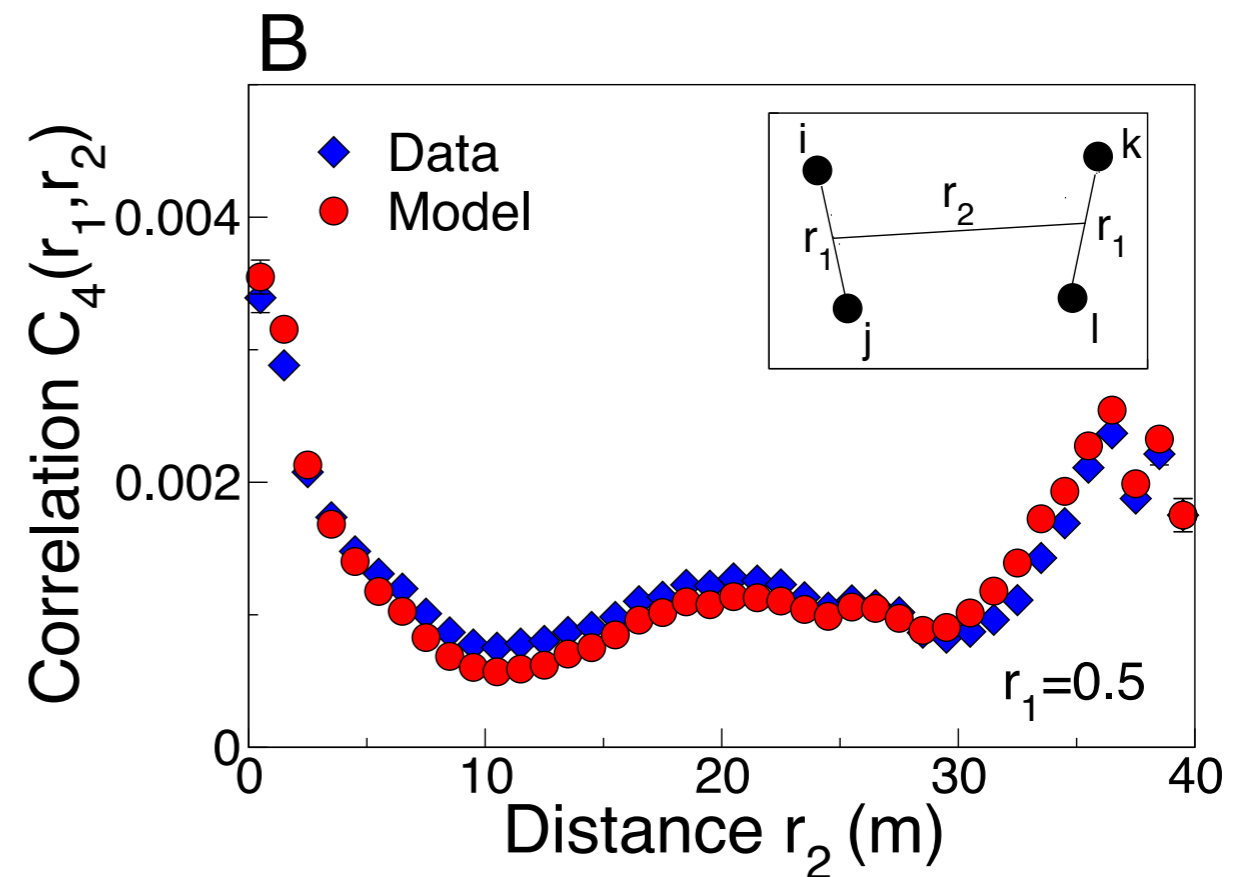 B
Correlation C4(r1,r2)
Data
Model
i
k
r2
r1
r1
j
l
0.004
0.002
0
r1=0.5
0
10
20
30
40
Distance r2 (m)